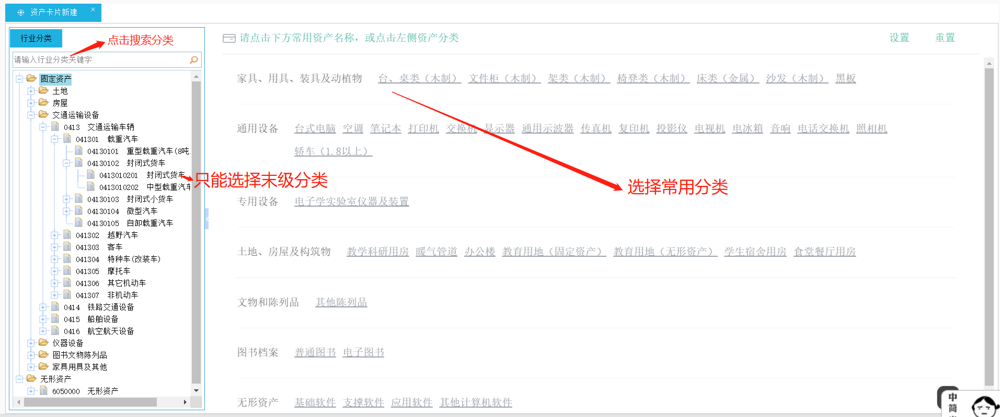 资产卡片新建
行业分类
点击搜索分类
请输入行业分类关键字
固定资产
土地
房屋
交通运输设备
0413 交通运输车辆
041301 载重汽车
04130101 重型载重汽车(8吨
04130102 封闭式货车
0413010201 封闭式货车
只能选择末级分类
0413010202 中型载重汽车
04130103 封闭式小货车
04130104 微型汽车
04130105 自卸载重汽车
041302 越野汽车
041303 客车
041304 特种车(改装车)
041305 摩托车
041306 其它机动车
041307 非机动车
0414 铁路交通设备
0415 船舶设备
0416 航空航天设备
仪器设备
图书文物陈列品
家具用具及其他
无形资产
6050000 无形资产
请点击下方常用资产名称，或点击左侧资产分类 设置 重置
家具、用具、装具及动植物 台、桌类（木制） 文件柜（木制） 架类（木制） 椅凳类（木制） 床类（金属） 沙发（木制） 黑板
通用设备 台式电脑 空调 笔记本 打印机 交换机 显示器 通用示波器 传真机 复印机 投影仪 电视机 电冰箱 音响 电话交换机 照相机
轿车（1.8以上）
选择常用分类
专用设备 电子学实验室仪器及装置
土地、房屋及构筑物 教学科研用房 暖气管道 办公楼 教育用地（固定资产） 教育用地（无形资产） 学生宿舍用房 食堂餐厅用房
文物和陈列品 其他陈列品
图书档案 普通图书 电子图书
无形资产 基础软件 支撑软件 应用软件 其他计算机软件
中
简